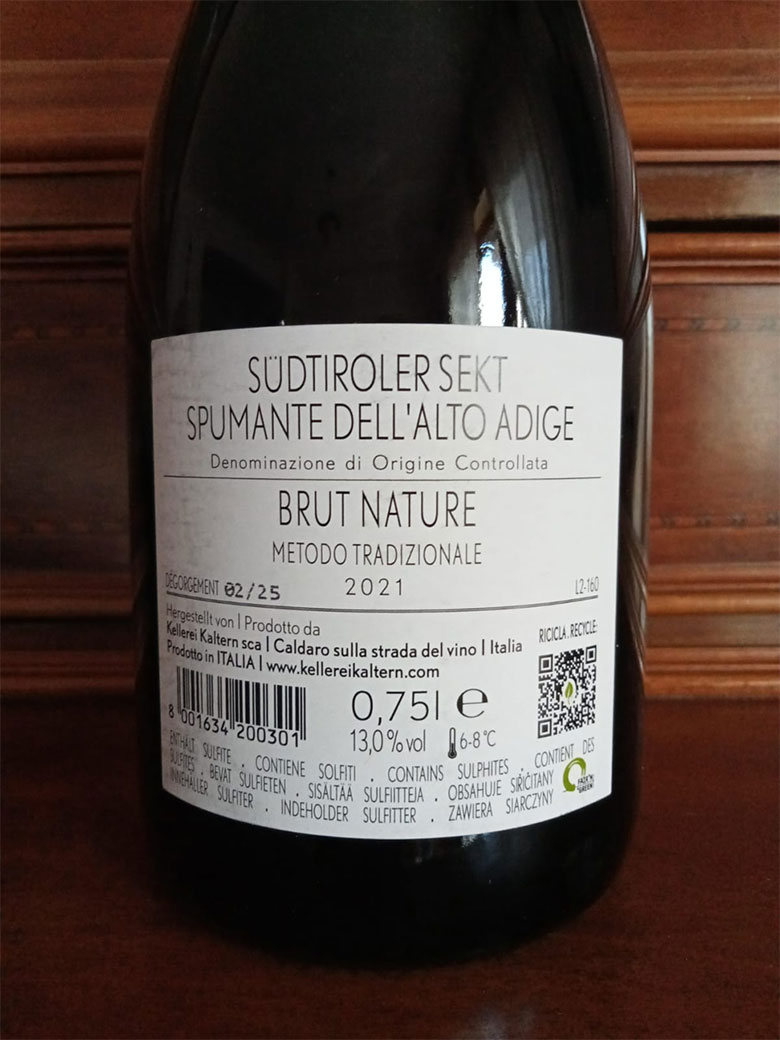 SÜDTIROLER SEKT
SPUMANTE DELL'ALTO ADIGE
Denominazione di Origine Controllata
BRUT NATURE
METODO TRADIZIONALE
DÉGORGEMENT 02/25 2021 L2-160
Hergestellt von | Prodotto da
Kellerei Kaltern sca | Caldaro sulla strada del vino | Italia
Prodotto in ITALIA | www.kellereikaltern.com
RICICLA. RECYCLE:
8 001634 200301
0,75l e
13,0 % vol 6-8 °C
ENTHÄLT SULFITE . CONTIENE SOLFITI . CONTAINS SULPHITES . CONTIENT DES
SULFITES . BEVAT SULFIETEN . SISÄLTÄÄ SULFIITTEJA . OBSAHUJE SIŘIČITANY
INNEHÅLLER SULFITER . INDEHOLDER SULFITTER . ZAWIERA SIARCZYNY